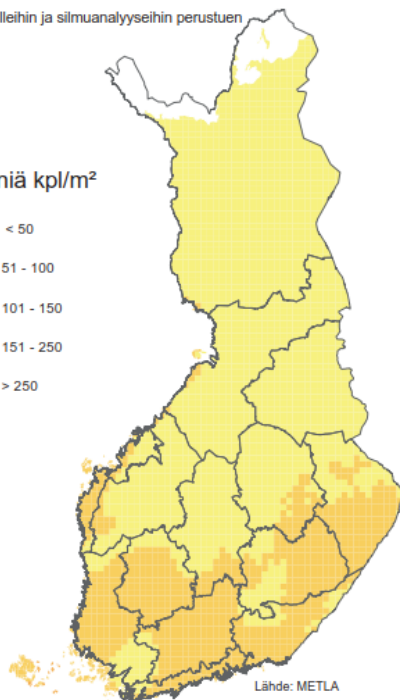 lleihin ja silmuanalyyseihin perustuen
niä kpl/m²
< 50
51 - 100
101 - 150
151 - 250
> 250
Lähde: METLA